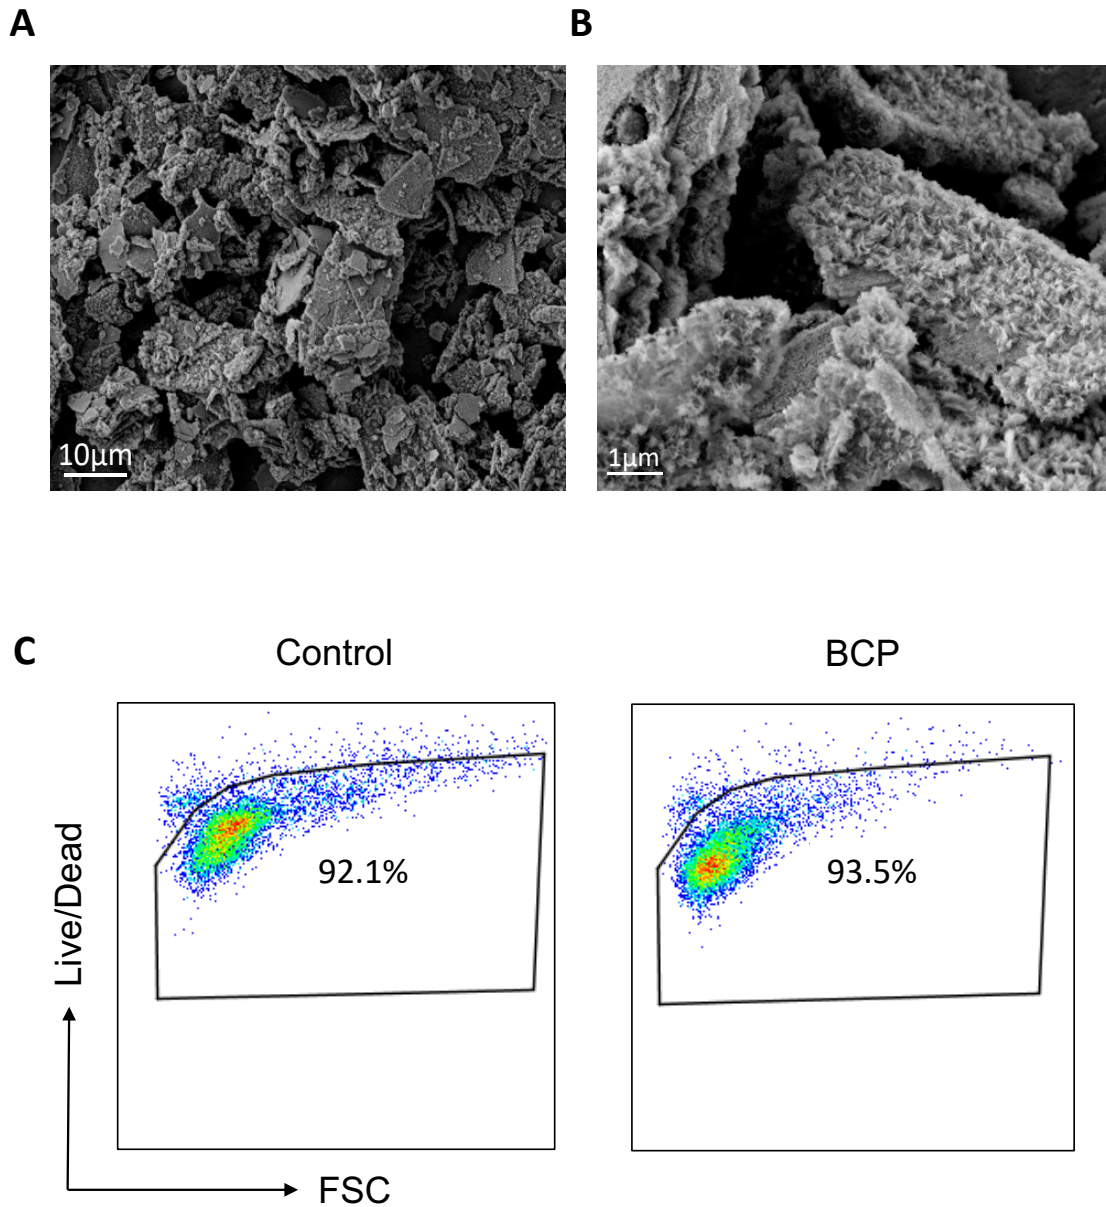 A
B
10µm
1µm
C
Control
BCP
92.1%
93.5%
Live/Dead
FSC